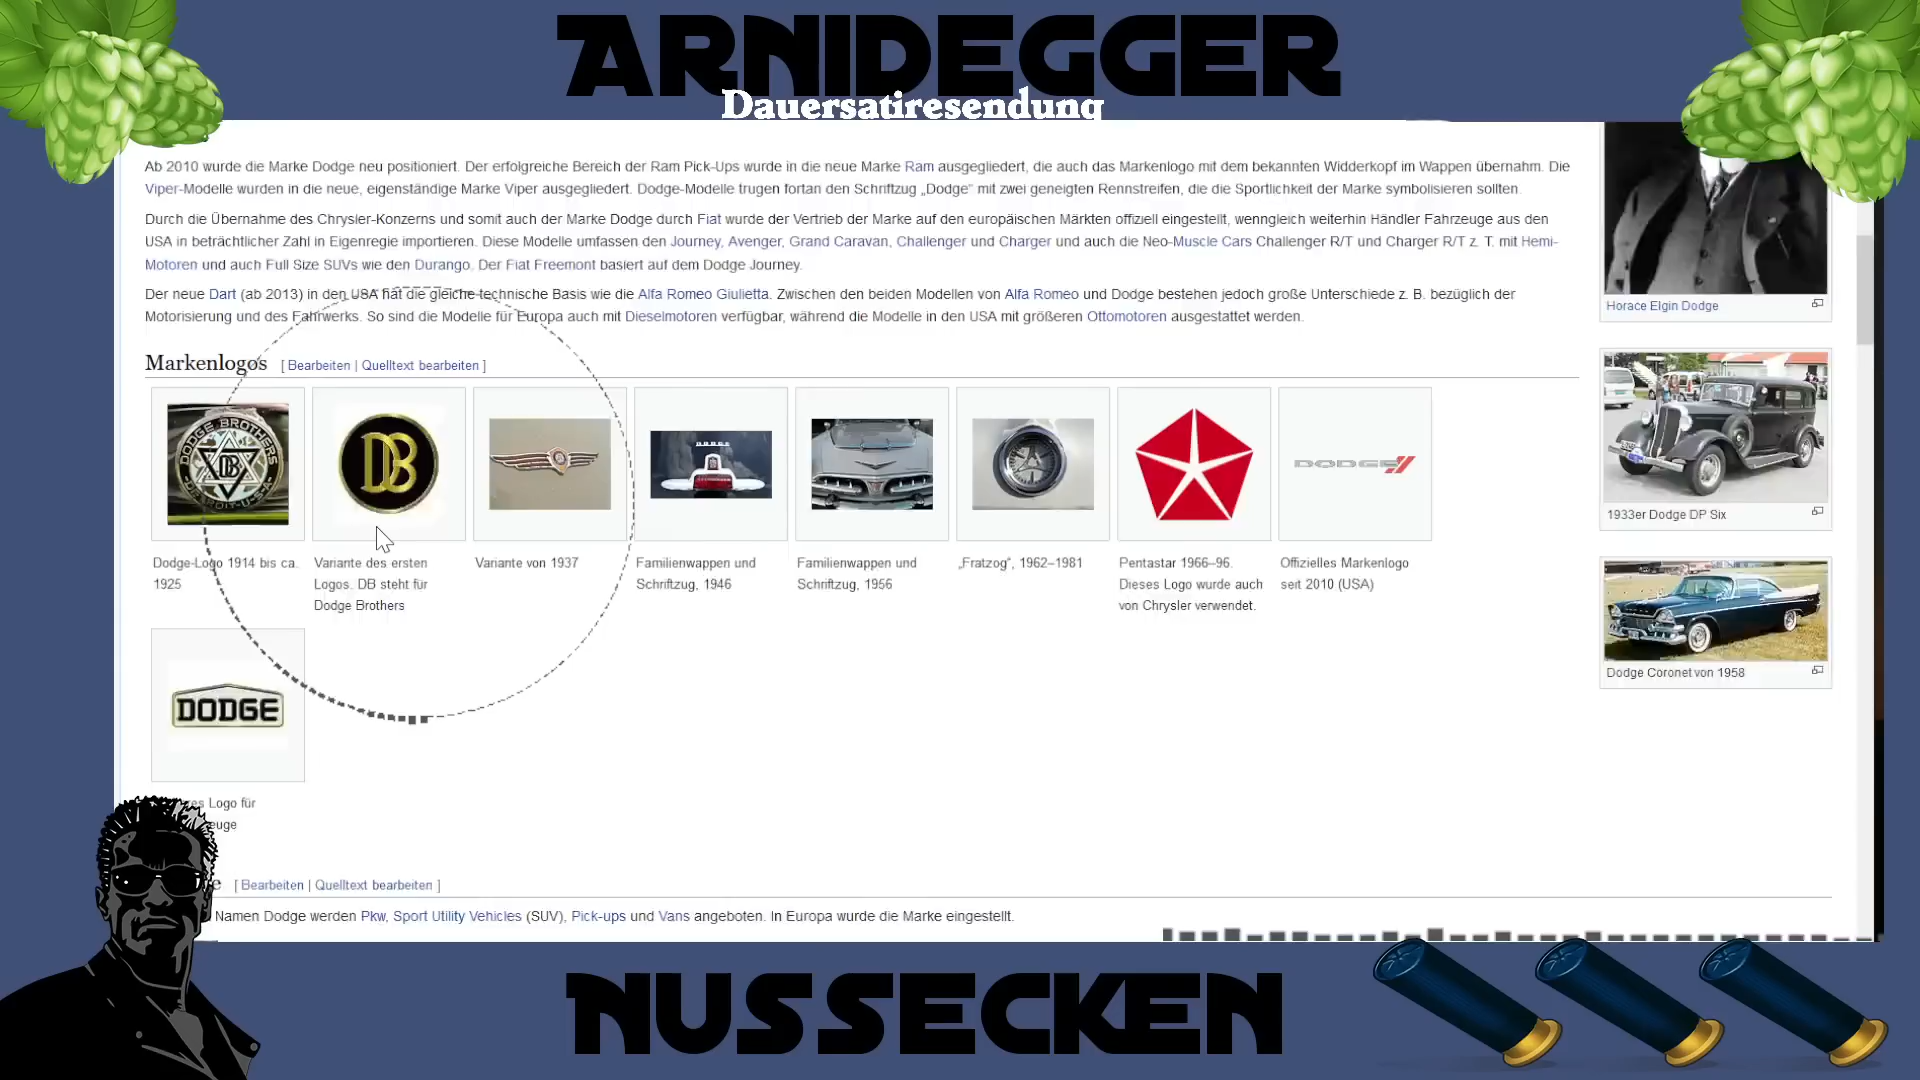 ARNIDEGGER
Dauersatiresendung
Ab 2010 wurde die Marke Dodge neu positioniert. Der erfolgreiche Bereich der Ram Pick-Ups wurde in die neue Marke Ram ausgegliedert, die auch das Markenlogo mit dem bekannten Widderkopf im Wappen übernahm. Die
Viper-Modelle wurden in die neue, eigenständige Marke Viper ausgegliedert. Dodge-Modelle trugen fortan den Schriftzug „Dodge“ mit zwei geneigten Rennstreifen, die die Sportlichkeit der Marke symbolisieren sollten.
Durch die Übernahme des Chrysler-Konzerns und somit auch der Marke Dodge durch Fiat wurde der Vertrieb der Marke auf den europäischen Märkten offiziell eingestellt, wenngleich weiterhin Händler Fahrzeuge aus den
USA in beträchtlicher Zahl in Eigenregie importieren. Diese Modelle umfassen den Journey, Avenger, Grand Caravan, Challenger und Charger und auch die Neo-Muscle Cars Challenger R/T und Charger R/T z. T. mit Hemi-
Motoren und auch Full Size SUVs wie den Durango. Der Fiat Freemont basiert auf dem Dodge Journey.
Der neue Dart (ab 2013) in den USA hat die gleiche technische Basis wie die Alfa Romeo Giulietta. Zwischen den beiden Modellen von Alfa Romeo und Dodge bestehen jedoch große Unterschiede z. B. bezüglich der
Motorisierung und des Fahrwerks. So sind die Modelle für Europa auch mit Dieselmotoren verfügbar, während die Modelle in den USA mit größeren Ottomotoren ausgestattet werden.
Horace Elgin Dodge
Markenlogos [ Bearbeiten | Quelltext bearbeiten ]
DODGE BROTHERS
DB
DETROIT-U.S.A.
DB
DODGE
DODGE
Dodge-Logo 1914 bis ca.
1925
Variante des ersten
Logos. DB steht für
Dodge Brothers
Variante von 1937
Familienwappen und
Schriftzug, 1946
Familienwappen und
Schriftzug, 1956
„Fratzog“, 1962–1981
Pentastar 1966–96.
Dieses Logo wurde auch
von Chrysler verwendet.
Offizielles Markenlogo
seit 2010 (USA)
1933er Dodge DP Six
Dodge Coronet von 1958
DODGE
es Logo für
euge
e [ Bearbeiten | Quelltext bearbeiten ]
Namen Dodge werden Pkw, Sport Utility Vehicles (SUV), Pick-ups und Vans angeboten. In Europa wurde die Marke eingestellt.
NUSSECKEN